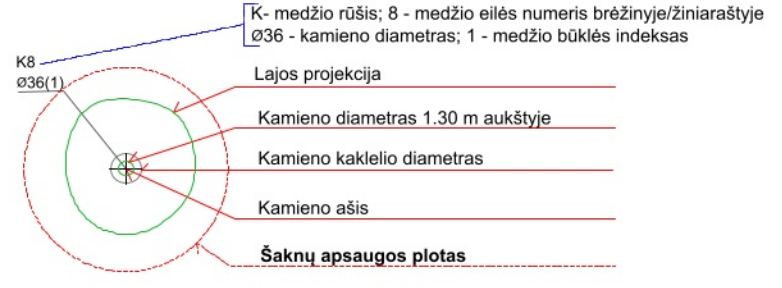 K- medžio rūšis; 8 - medžio eilės numeris brėžinyje/žiniaraštyje
Ø36 - kamieno diametras; 1 - medžio būklės indeksas
K8
Ø36(1)
Lajos projekcija
Kamieno diametras 1.30 m aukštyje
Kamieno kaklelio diametras
Kamieno ašis
Šaknų apsaugos plotas